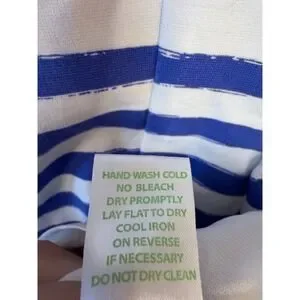 HAND WASH COLD
NO BLEACH
DRY PROMPTLY
LAY FLAT TO DRY
COOL IRON
ON REVERSE
IF NECESSARY
DO NOT DRY CLEAN